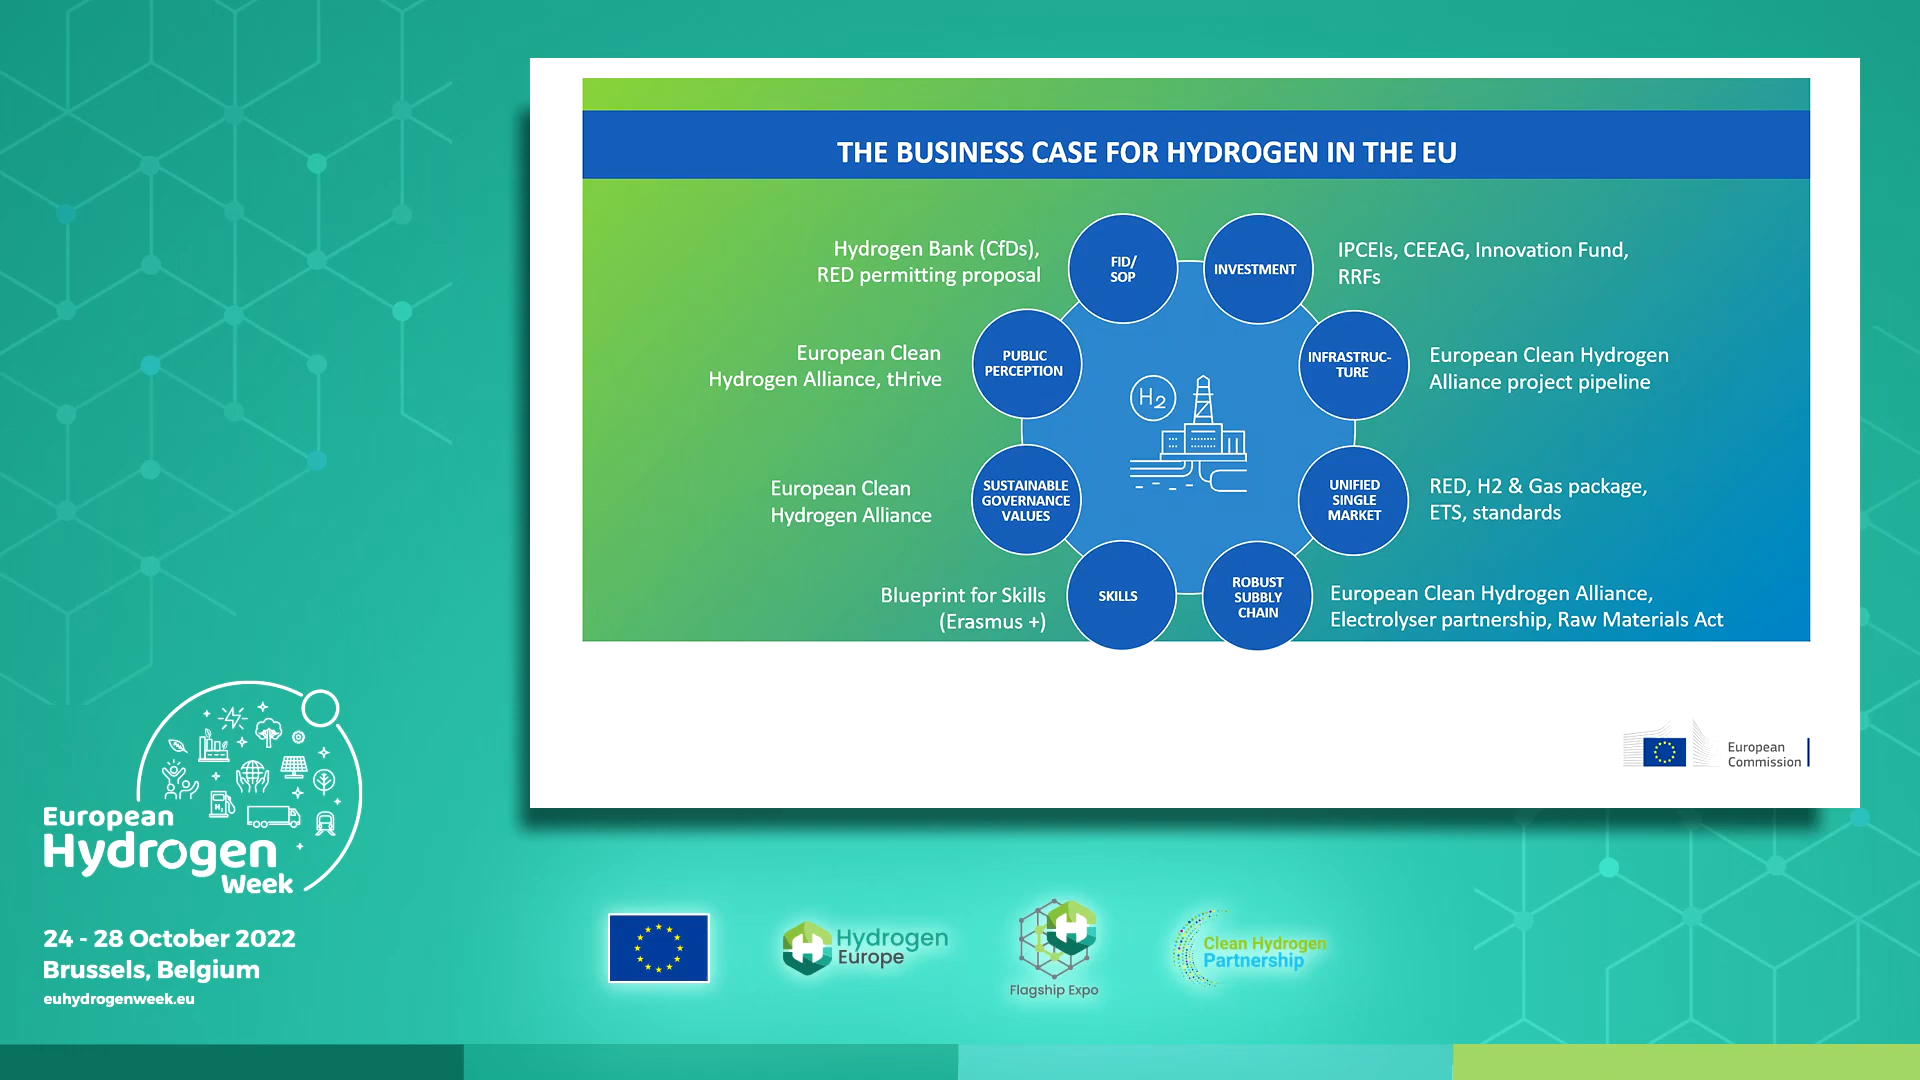 THE BUSINESS CASE FOR HYDROGEN IN THE EU
Hydrogen Bank (CfDs),
RED permitting proposal
FID/
SOP
INVESTMENT
IPCEIs, CEEAG, Innovation Fund,
RRFs
European Clean
Hydrogen Alliance, tHrive
PUBLIC
PERCEPTION
INFRASTRUC-
TURE
European Clean Hydrogen
Alliance project pipeline
H2
European Clean
Hydrogen Alliance
SUSTAINABLE
GOVERNANCE
VALUES
UNIFIED
SINGLE
MARKET
RED, H2 & Gas package,
ETS, standards
Blueprint for Skills
(Erasmus +)
SKILLS
ROBUST
SUBBLY
CHAIN
European Clean Hydrogen Alliance,
Electrolyser partnership, Raw Materials Act
European
Commission
H2
European
Hydrogen
Week
24 - 28 October 2022
Brussels, Belgium
euhydrogenweek.eu
Hydrogen
Europe
Flagship Expo
Clean Hydrogen
Partnership